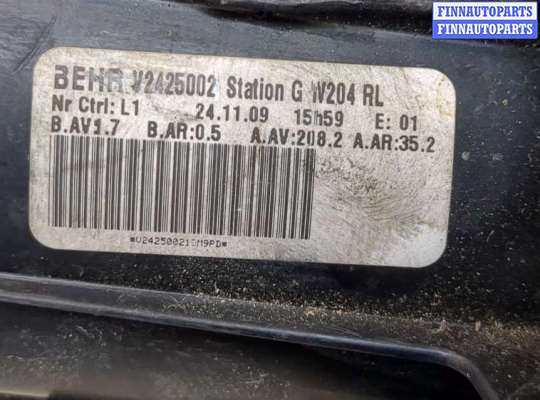 FINNAUTOPARTS
FINNAUTOPARTS
BEHR V2425002 Station G W204 RL
Nr Ctrl: L1 24.11.09 15h59 E: 01
B.AV:1.7 B.AR:0.5 A.AV:208.2 A.AR:35.2